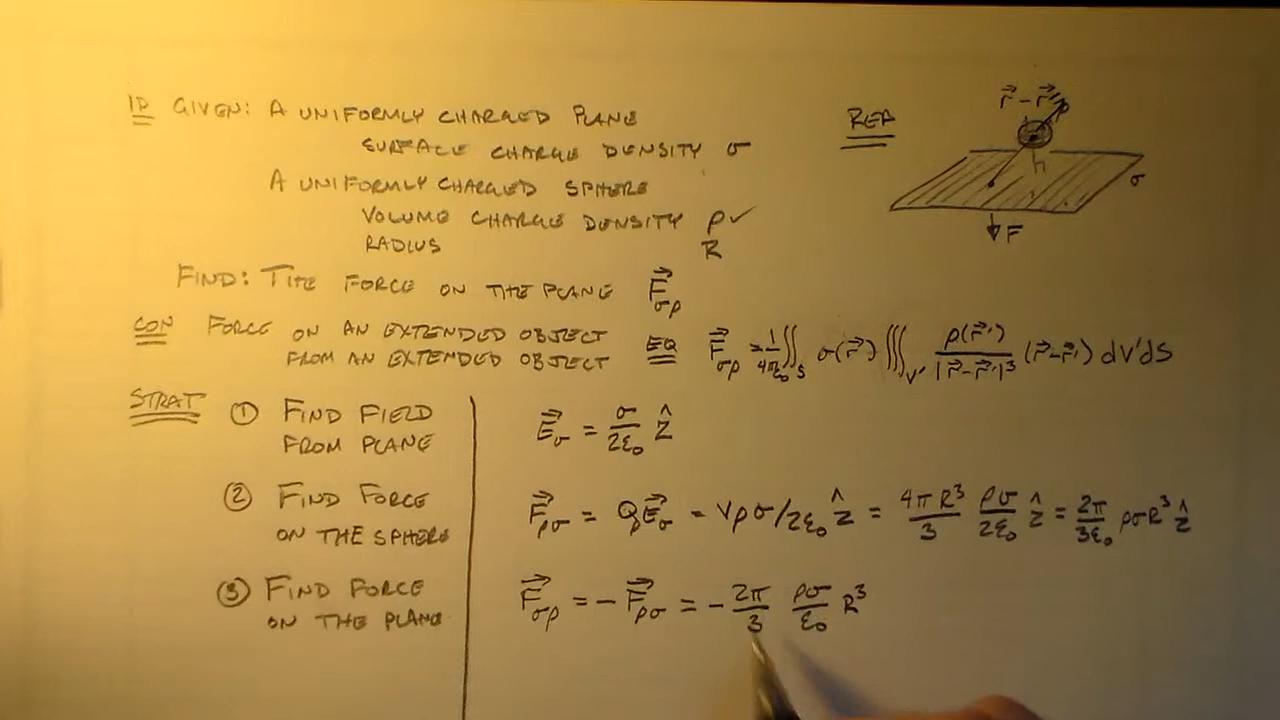 ID GIVEN: A UNIFORMLY CHARGED PLANE
SURFACE CHARGE DENSITY σ
A UNIFORMLY CHARGED SPHERE
VOLUME CHARGE DENSITY ρ ✓
RADIUS R
FIND: THE FORCE ON THE PLANE F⃗σρ
REP
r⃗ - r⃗' R
h
σ
F
CON FORCE ON AN EXTENDED OBJECT
FROM AN EXTENDED OBJECT
EQ F⃗σρ = 1/4πε₀ ∬S σ(r⃗) ∭V' ρ(r⃗')/|r⃗-r⃗'|³ (r⃗-r⃗') dV'dS
STRAT ① FIND FIELD
FROM PLANE
E⃗σ = σ/2ε₀ ẑ
② FIND FORCE
ON THE SPHERE
F⃗ρσ = QρE⃗σ = Vρσ/2ε₀ ẑ = 4πR³/3 ρσ/2ε₀ ẑ = 2π/3ε₀ ρσR³ ẑ
③ FIND FORCE
ON THE PLANE
F⃗σρ = -F⃗ρσ = - 2π/3 ρσ/ε₀ R³